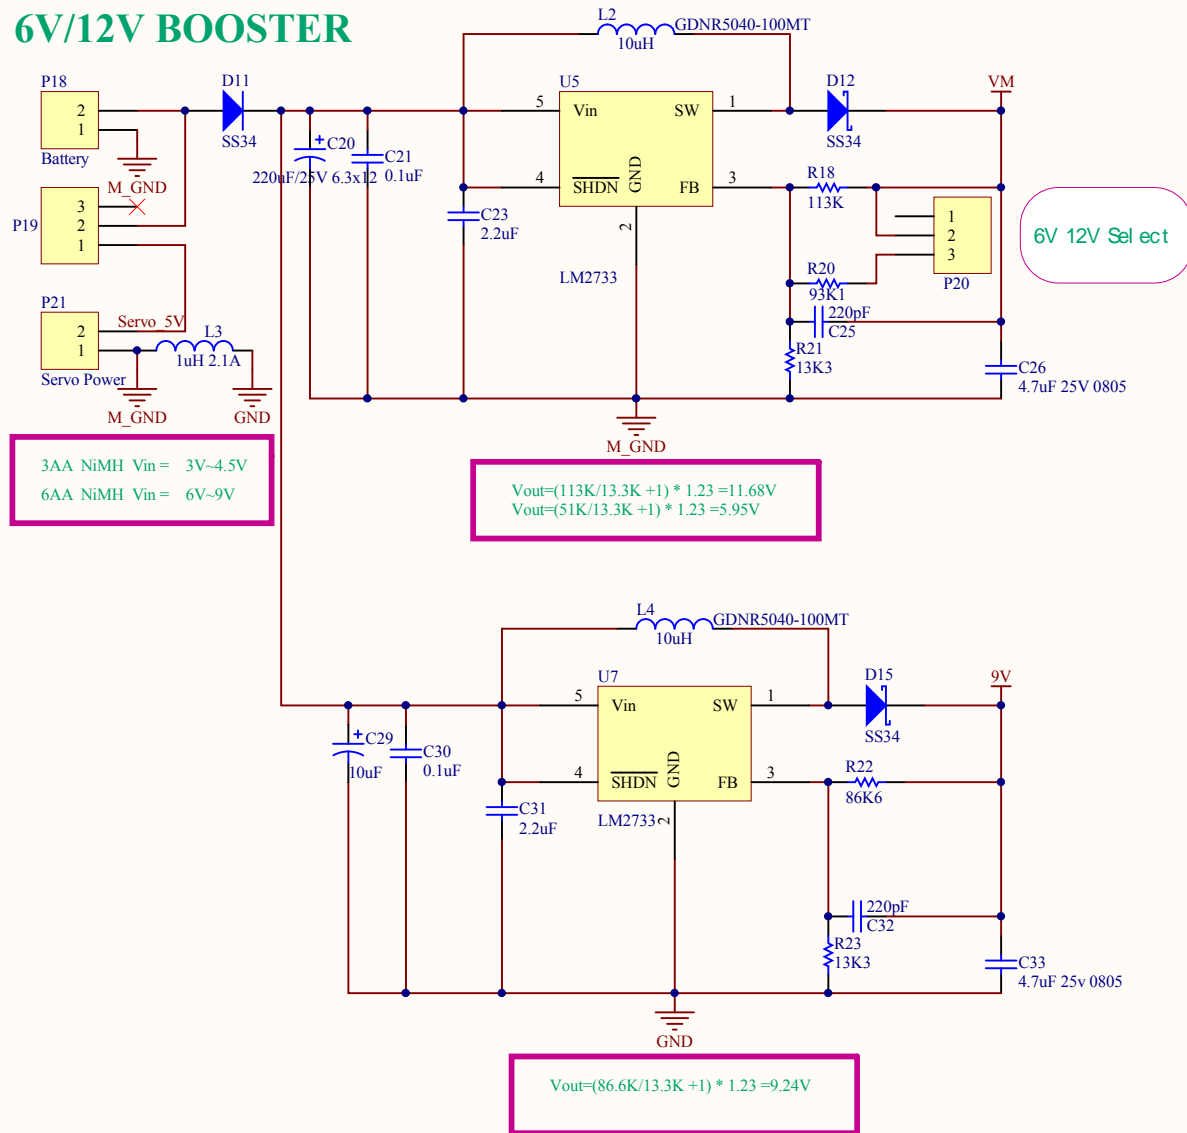 6V/12V BOOSTER
L2
GDNR5040-100MT
10uH
P18
2
1
Battery
M_GND
D11
SS34
+
C20
220uF/25V 6.3x12
C21
0.1uF
C23
2.2uF
U5
5
Vin
SW
1
4
SHDN
GND
FB
3
2
LM2733
D12
SS34
VM
R18
113K
1
2
3
P20
6V 12V Select
R20
93K1
220pF
C25
R21
13K3
C26
4.7uF 25V 0805
P19
3
2
1
P21
2
1
Servo_5V
L3
1uH 2.1A
Servo Power
M_GND
GND
M_GND
3AA NiMH Vin = 3V~4.5V
6AA NiMH Vin = 6V~9V
Vout=(113K/13.3K +1) * 1.23 =11.68V
Vout=(51K/13.3K +1) * 1.23 =5.95V
L4
GDNR5040-100MT
10uH
U7
5
Vin
SW
1
4
SHDN
GND
FB
3
2
LM2733
D15
SS34
9V
+
C29
10uF
C30
0.1uF
C31
2.2uF
R22
86K6
220pF
C32
R23
13K3
C33
4.7uF 25v 0805
GND
Vout=(86.6K/13.3K +1) * 1.23 =9.24V